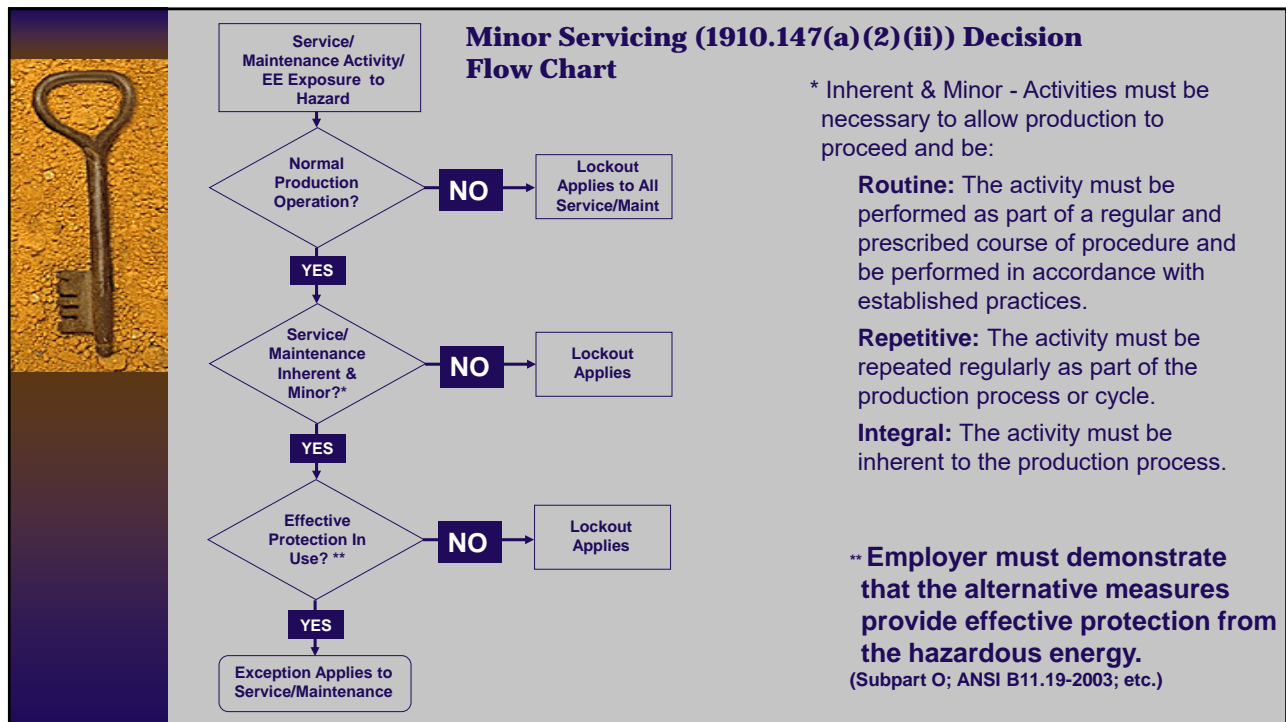 Minor Servicing (1910.147(a)(2)(ii)) Decision
Flow Chart
Service/
Maintenance Activity/
EE Exposure to
Hazard
Normal
Production
Operation?
NO
Lockout
Applies to All
Service/Maint
YES
Service/
Maintenance
Inherent &
Minor?*
NO
Lockout
Applies
YES
Effective
Protection In
Use? **
NO
Lockout
Applies
YES
Exception Applies to
Service/Maintenance
* Inherent & Minor - Activities must be
necessary to allow production to
proceed and be:
Routine: The activity must be
performed as part of a regular and
prescribed course of procedure and
be performed in accordance with
established practices.
Repetitive: The activity must be
repeated regularly as part of the
production process or cycle.
Integral: The activity must be
inherent to the production process.
** Employer must demonstrate
that the alternative measures
provide effective protection from
the hazardous energy.
(Subpart O; ANSI B11.19-2003; etc.)